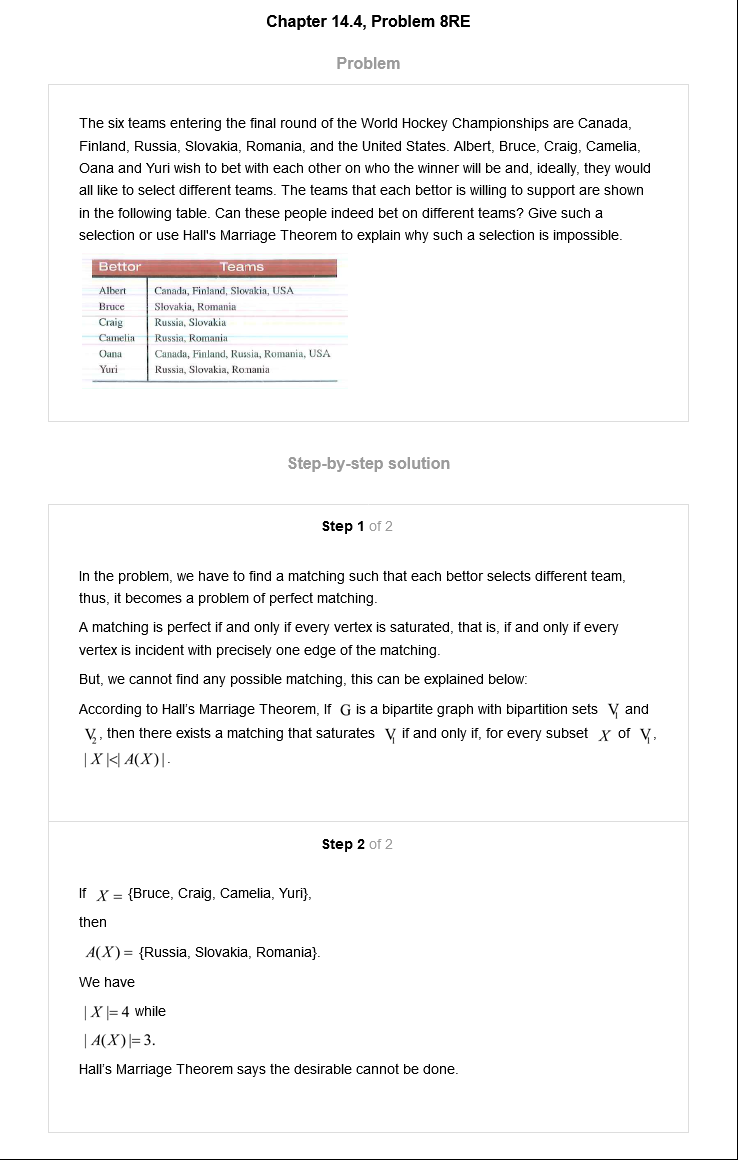 Chapter 14.4, Problem 8RE
Problem
The six teams entering the final round of the World Hockey Championships are Canada,
Finland, Russia, Slovakia, Romania, and the United States. Albert, Bruce, Craig, Camelia,
Oana and Yuri wish to bet with each other on who the winner will be and, ideally, they would
all like to select different teams. The teams that each bettor is willing to support are shown
in the following table. Can these people indeed bet on different teams? Give such a
selection or use Hall's Marriage Theorem to explain why such a selection is impossible.
Bettor Teams
Albert Canada, Finland, Slovakia, USA
Bruce Slovakia, Romania
Craig Russia, Slovakia
Camelia Russia, Romania
Oana Canada, Finland, Russia, Romania, USA
Yuri Russia, Slovakia, Romania
Step-by-step solution
Step 1 of 2
In the problem, we have to find a matching such that each bettor selects different team,
thus, it becomes a problem of perfect matching.
A matching is perfect if and only if every vertex is saturated, that is, if and only if every
vertex is incident with precisely one edge of the matching.
But, we cannot find any possible matching, this can be explained below:
According to Hall's Marriage Theorem, If G is a bipartite graph with bipartition sets V₁ and
V₂, then there exists a matching that saturates V₁ if and only if, for every subset X of V₁,
|X|<|A(X)|.
Step 2 of 2
If X = {Bruce, Craig, Camelia, Yuri},
then
A(X) = {Russia, Slovakia, Romania}.
We have
|X|= 4 while
|A(X)|= 3.
Hall's Marriage Theorem says the desirable cannot be done.